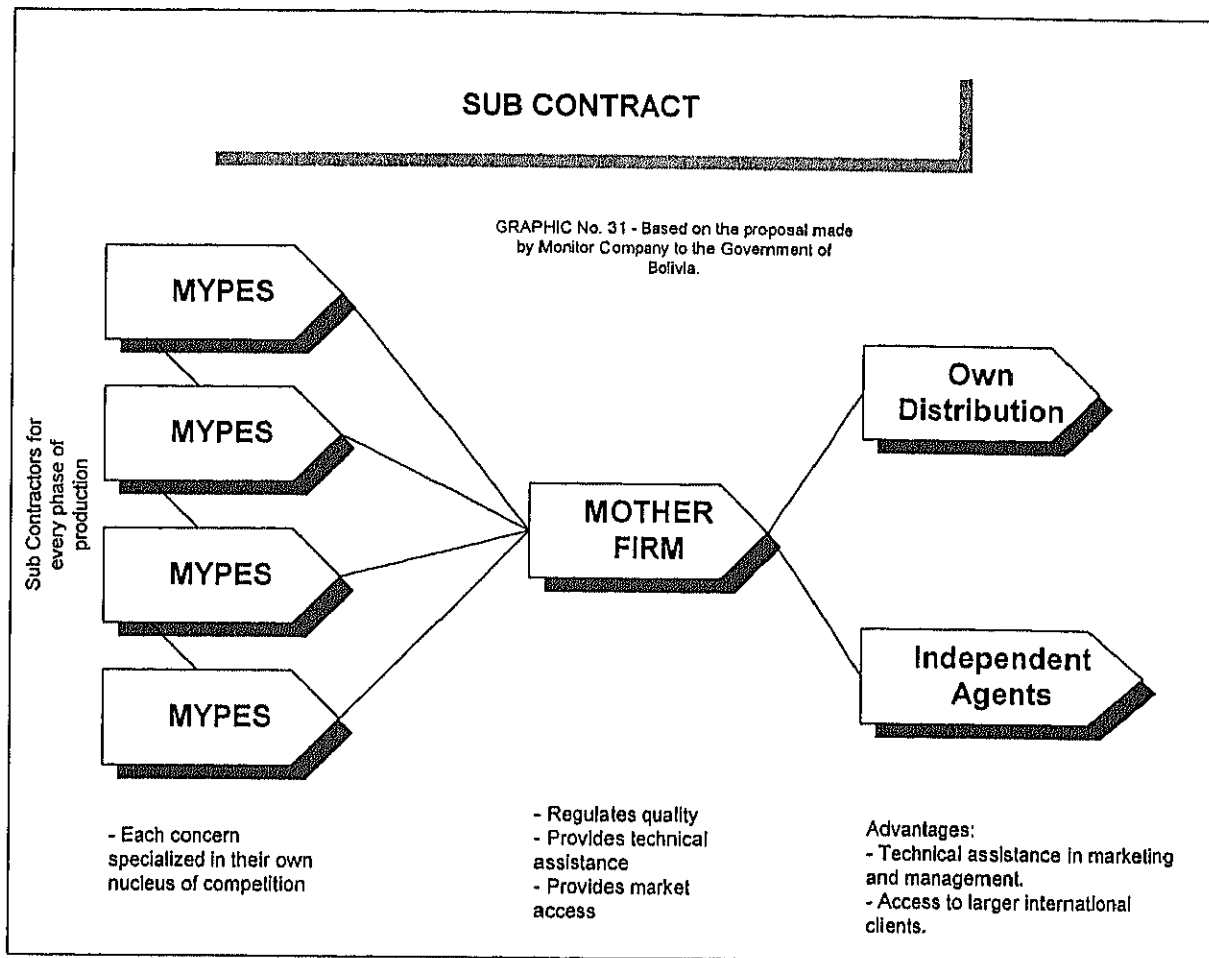 SUB CONTRACT
GRAPHIC No. 31 - Based on the proposal made
by Monitor Company to the Government of
Bolivia.
Sub Contractors for
every phase of
production
MYPES
MYPES
MYPES
MYPES
MOTHER
FIRM
Own
Distribution
Independent
Agents
- Each concern
specialized in their own
nucleus of competition
- Regulates quality
- Provides technical
assistance
- Provides market
access
Advantages:
- Technical assistance in marketing
and management.
- Access to larger international
clients.